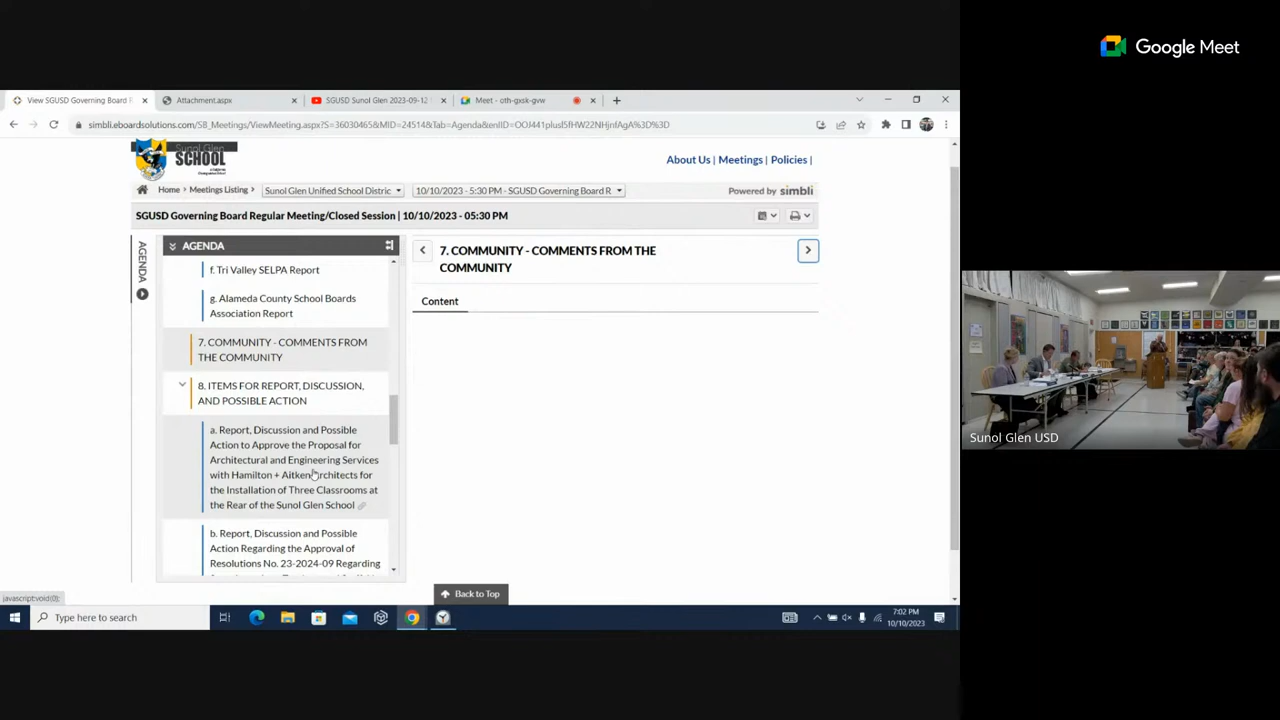 Google Meet
View SGUSD Governing Board R
Attachment.aspx
SGUSD Sunol Glen 2023-09-12
Meet - oth-gxsk-gvw
simbli.eboardsolutions.com/SB_Meetings/ViewMeeting.aspx?S=36030465&MID=24514&Tab=Agenda&enIID=OOJ441plusI5fHW22NHjnfAgA%3D%3D
Sunol Glen
SCHOOL
About Us | Meetings | Policies |
Home > Meetings Listing >
Sunol Glen Unified School Distric
10/10/2023 - 5:30 PM - SGUSD Governing Board R
Powered by simbli
SGUSD Governing Board Regular Meeting/Closed Session | 10/10/2023 - 05:30 PM
AGENDA
AGENDA
f. Tri Valley SELPA Report
g. Alameda County School Boards
Association Report
7. COMMUNITY - COMMENTS FROM
THE COMMUNITY
8. ITEMS FOR REPORT, DISCUSSION,
AND POSSIBLE ACTION
a. Report, Discussion and Possible
Action to Approve the Proposal for
Architectural and Engineering Services
with Hamilton + Aitken Architects for
the Installation of Three Classrooms at
the Rear of the Sunol Glen School
b. Report, Discussion and Possible
Action Regarding the Approval of
Resolutions No. 23-2024-09 Regarding
7. COMMUNITY - COMMENTS FROM THE
COMMUNITY
Content
Back to Top
javascript:void(0);
Type here to search
7:02 PM
10/10/2023
Sunol Glen USD